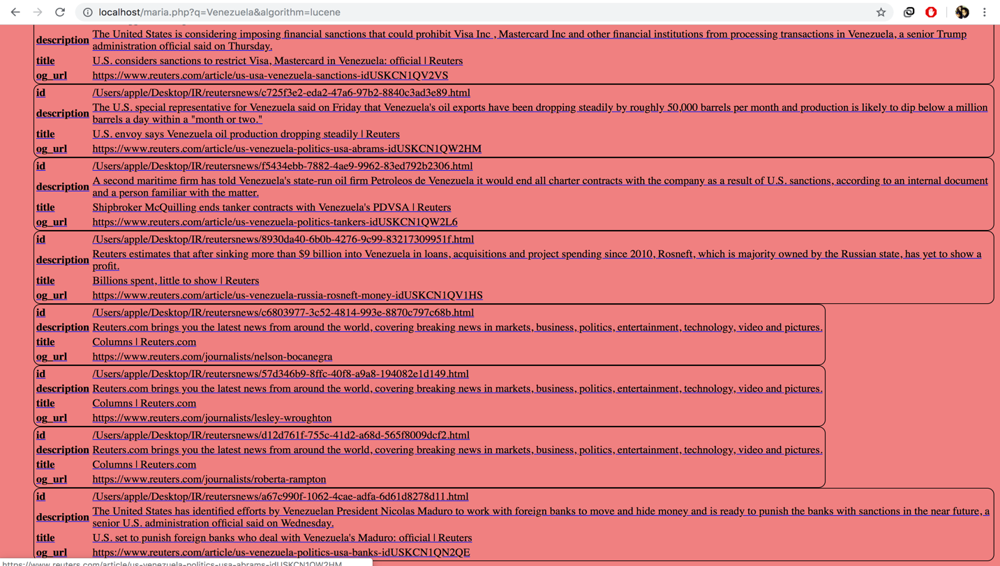 localhost/maria.php?q=Venezuela&algorithm=lucene
description The United States is considering imposing financial sanctions that could prohibit Visa Inc , Mastercard Inc and other financial institutions from processing transactions in Venezuela, a senior Trump
administration official said on Thursday.
title U.S. considers sanctions to restrict Visa, Mastercard in Venezuela: official | Reuters
og_url https://www.reuters.com/article/us-usa-venezuela-sanctions-idUSKCN1QV2VS
id /Users/apple/Desktop/IR/reutersnews/c725f3e2-eda2-47a6-97b2-8840c3ad3e89.html
description The U.S. special representative for Venezuela said on Friday that Venezuela's oil exports have been dropping steadily by roughly 50,000 barrels per month and production is likely to dip below a million
barrels a day within a "month or two."
title U.S. envoy says Venezuela oil production dropping steadily | Reuters
og_url https://www.reuters.com/article/us-venezuela-politics-usa-abrams-idUSKCN1QW2HM
id /Users/apple/Desktop/IR/reutersnews/f5434ebb-7882-4ae9-9962-83ed792b2306.html
description A second maritime firm has told Venezuela's state-run oil firm Petroleos de Venezuela it would end all charter contracts with the company as a result of U.S. sanctions, according to an internal document
and a person familiar with the matter.
title Shipbroker McQuilling ends tanker contracts with Venezuela's PDVSA | Reuters
og_url https://www.reuters.com/article/us-venezuela-politics-tankers-idUSKCN1QW2L6
id /Users/apple/Desktop/IR/reutersnews/8930da40-6b0b-4276-9c99-83217309951f.html
description Reuters estimates that after sinking more than $9 billion into Venezuela in loans, acquisitions and project spending since 2010, Rosneft, which is majority owned by the Russian state, has yet to show a
profit.
title Billions spent, little to show | Reuters
og_url https://www.reuters.com/article/us-venezuela-russia-rosneft-money-idUSKCN1QV1HS
id /Users/apple/Desktop/IR/reutersnews/c6803977-3c52-4814-993e-8870c797c68b.html
description Reuters.com brings you the latest news from around the world, covering breaking news in markets, business, politics, entertainment, technology, video and pictures.
title Columns | Reuters.com
og_url https://www.reuters.com/journalists/nelson-bocanegra
id /Users/apple/Desktop/IR/reutersnews/57d346b9-8ffc-40f8-a9a8-194082e1d149.html
description Reuters.com brings you the latest news from around the world, covering breaking news in markets, business, politics, entertainment, technology, video and pictures.
title Columns | Reuters.com
og_url https://www.reuters.com/journalists/lesley-wroughton
id /Users/apple/Desktop/IR/reutersnews/d12d761f-755c-41d2-a68d-565f8009dcf2.html
description Reuters.com brings you the latest news from around the world, covering breaking news in markets, business, politics, entertainment, technology, video and pictures.
title Columns | Reuters.com
og_url https://www.reuters.com/journalists/roberta-rampton
id /Users/apple/Desktop/IR/reutersnews/a67c990f-1062-4cae-adfa-6d61d8278d11.html
description The United States has identified efforts by Venezuelan President Nicolas Maduro to work with foreign banks to move and hide money and is ready to punish the banks with sanctions in the near future, a
senior U.S. administration official said on Wednesday.
title U.S. set to punish foreign banks who deal with Venezuela's Maduro: official | Reuters
og_url https://www.reuters.com/article/us-venezuela-politics-usa-banks-idUSKCN1QN2QE
https://www.reuters.com/article/us-venezuela-politics-usa-abrams-idUSKCN1QW2HM